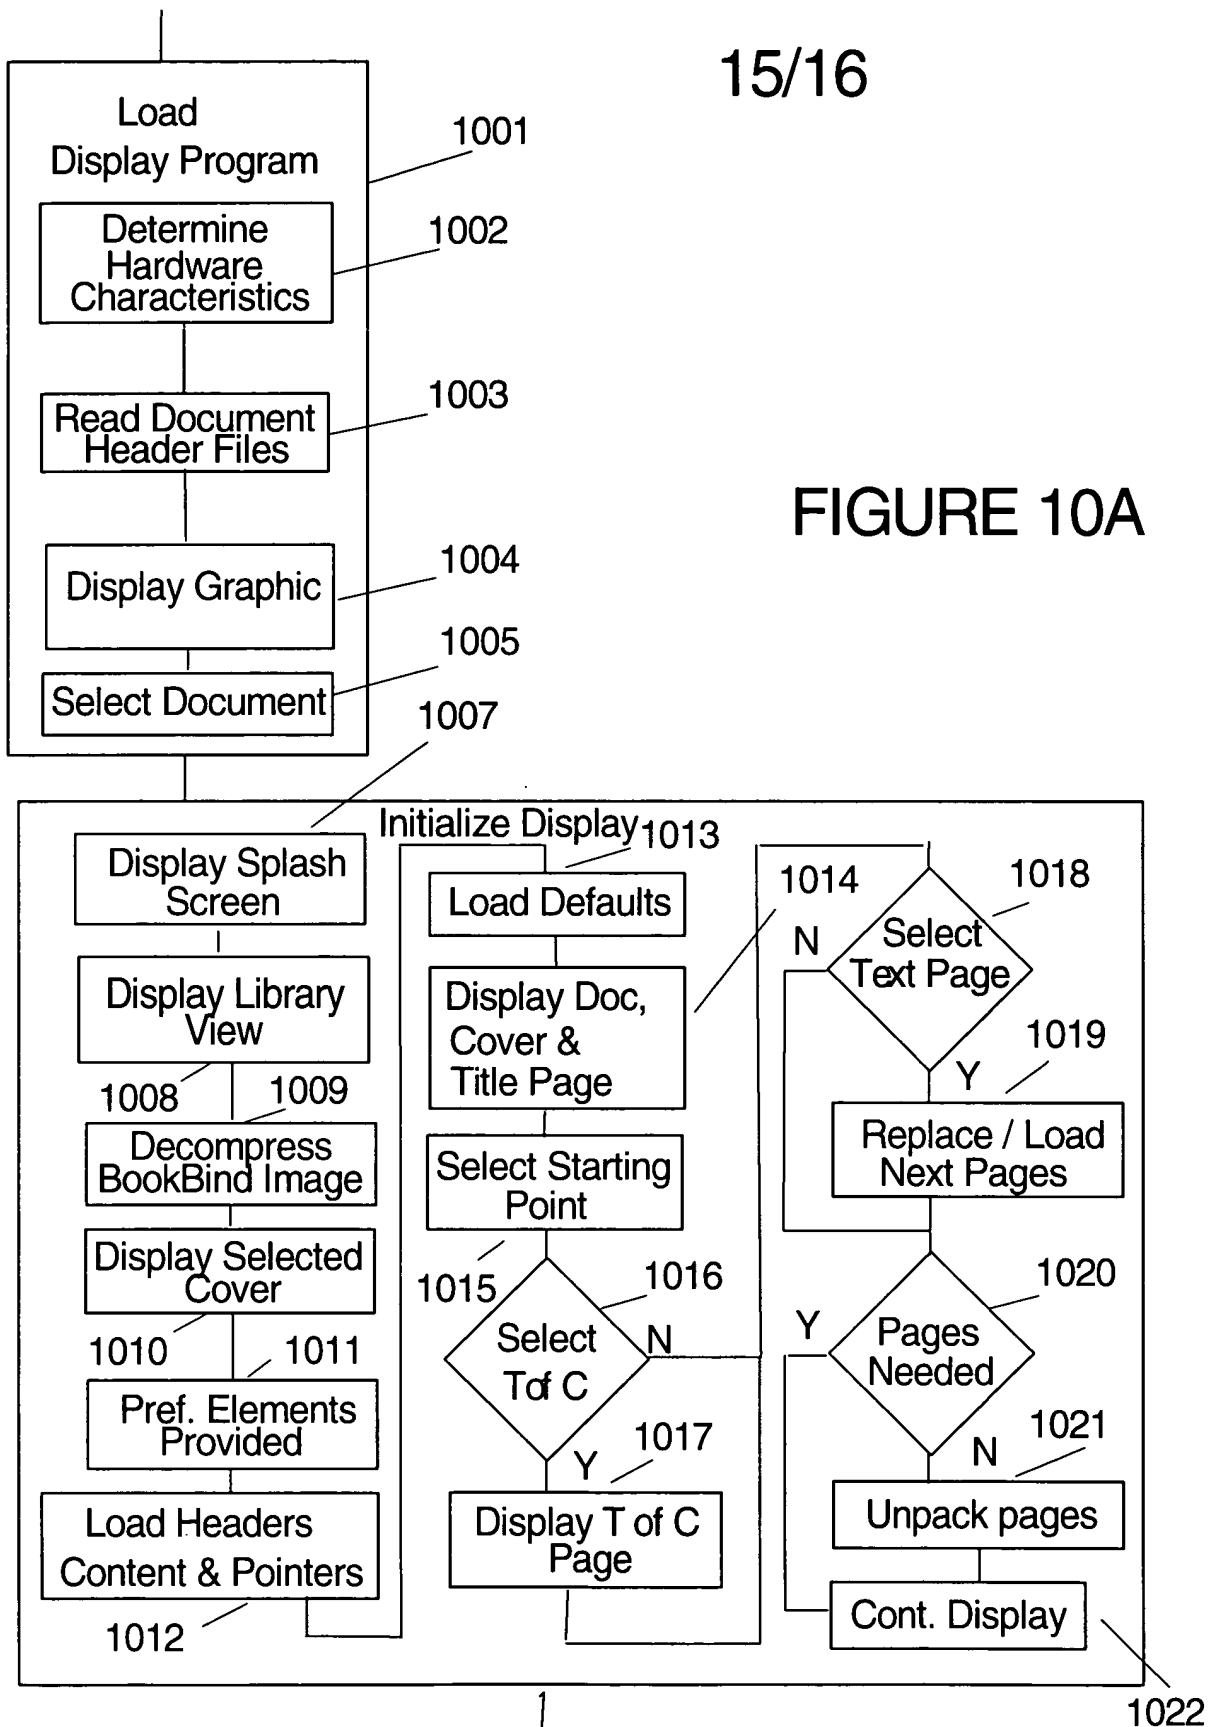 15/16
Load
Display Program
1001
Determine
Hardware
Characteristics
1002
Read Document
Header Files
1003
FIGURE 10A
Display Graphic
1004
Select Document
1005
1007
Initialize Display
Display Splash
Screen
Display Library
View
1008
1009
Decompress
BookBind Image
Display Selected
Cover
1010
1011
Pref. Elements
Provided
Load Headers
Content & Pointers
1012
1013
Load Defaults
1014
Display Doc,
Cover &
Title Page
Select Starting
Point
1015
1016
Select
T of C
N
Y
1017
Display T of C
Page
1018
Select
Text Page
N
Y
1019
Replace / Load
Next Pages
1020
Pages
Needed
Y
N
1021
Unpack pages
Cont. Display
1022